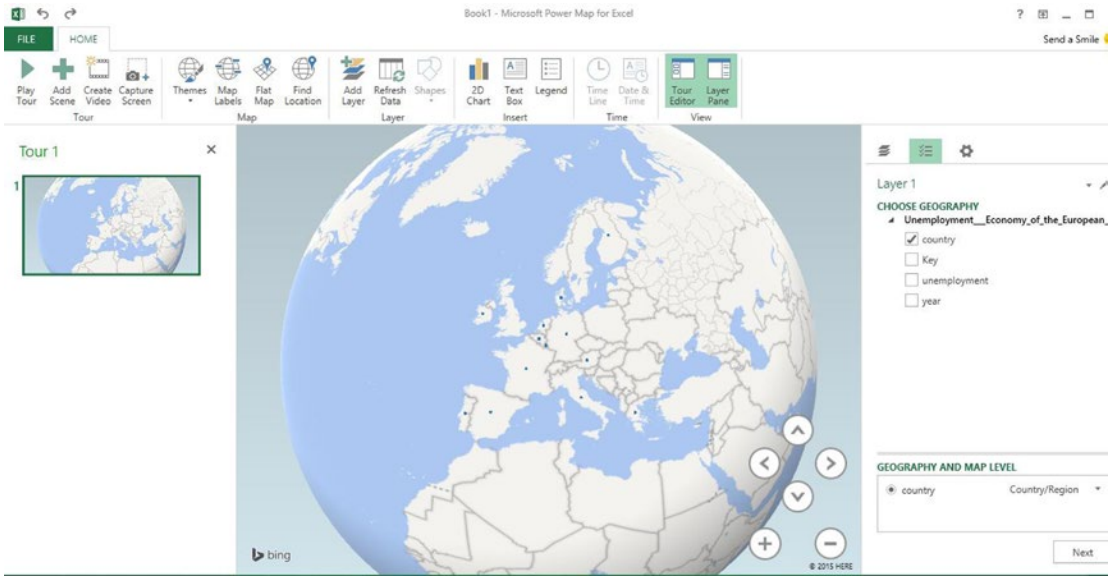 Book1 - Microsoft Power Map for Excel
?
FILE
HOME
Send a Smile
Play Tour
Add Scene
Create Video
Capture Screen
Tour
Themes
Map Labels
Flat Map
Find Location
Map
Add Layer
Refresh Data
Shapes
Layer
2D Chart
Text Box
Legend
Insert
Time Line
Date & Time
Time
Tour Editor
Layer Pane
View
Tour 1
1
bing
© 2015 HERE
Layer 1
CHOOSE GEOGRAPHY
Unemployment__Economy_of_the_European_
country
Key
unemployment
year
GEOGRAPHY AND MAP LEVEL
country
Country/Region
Next